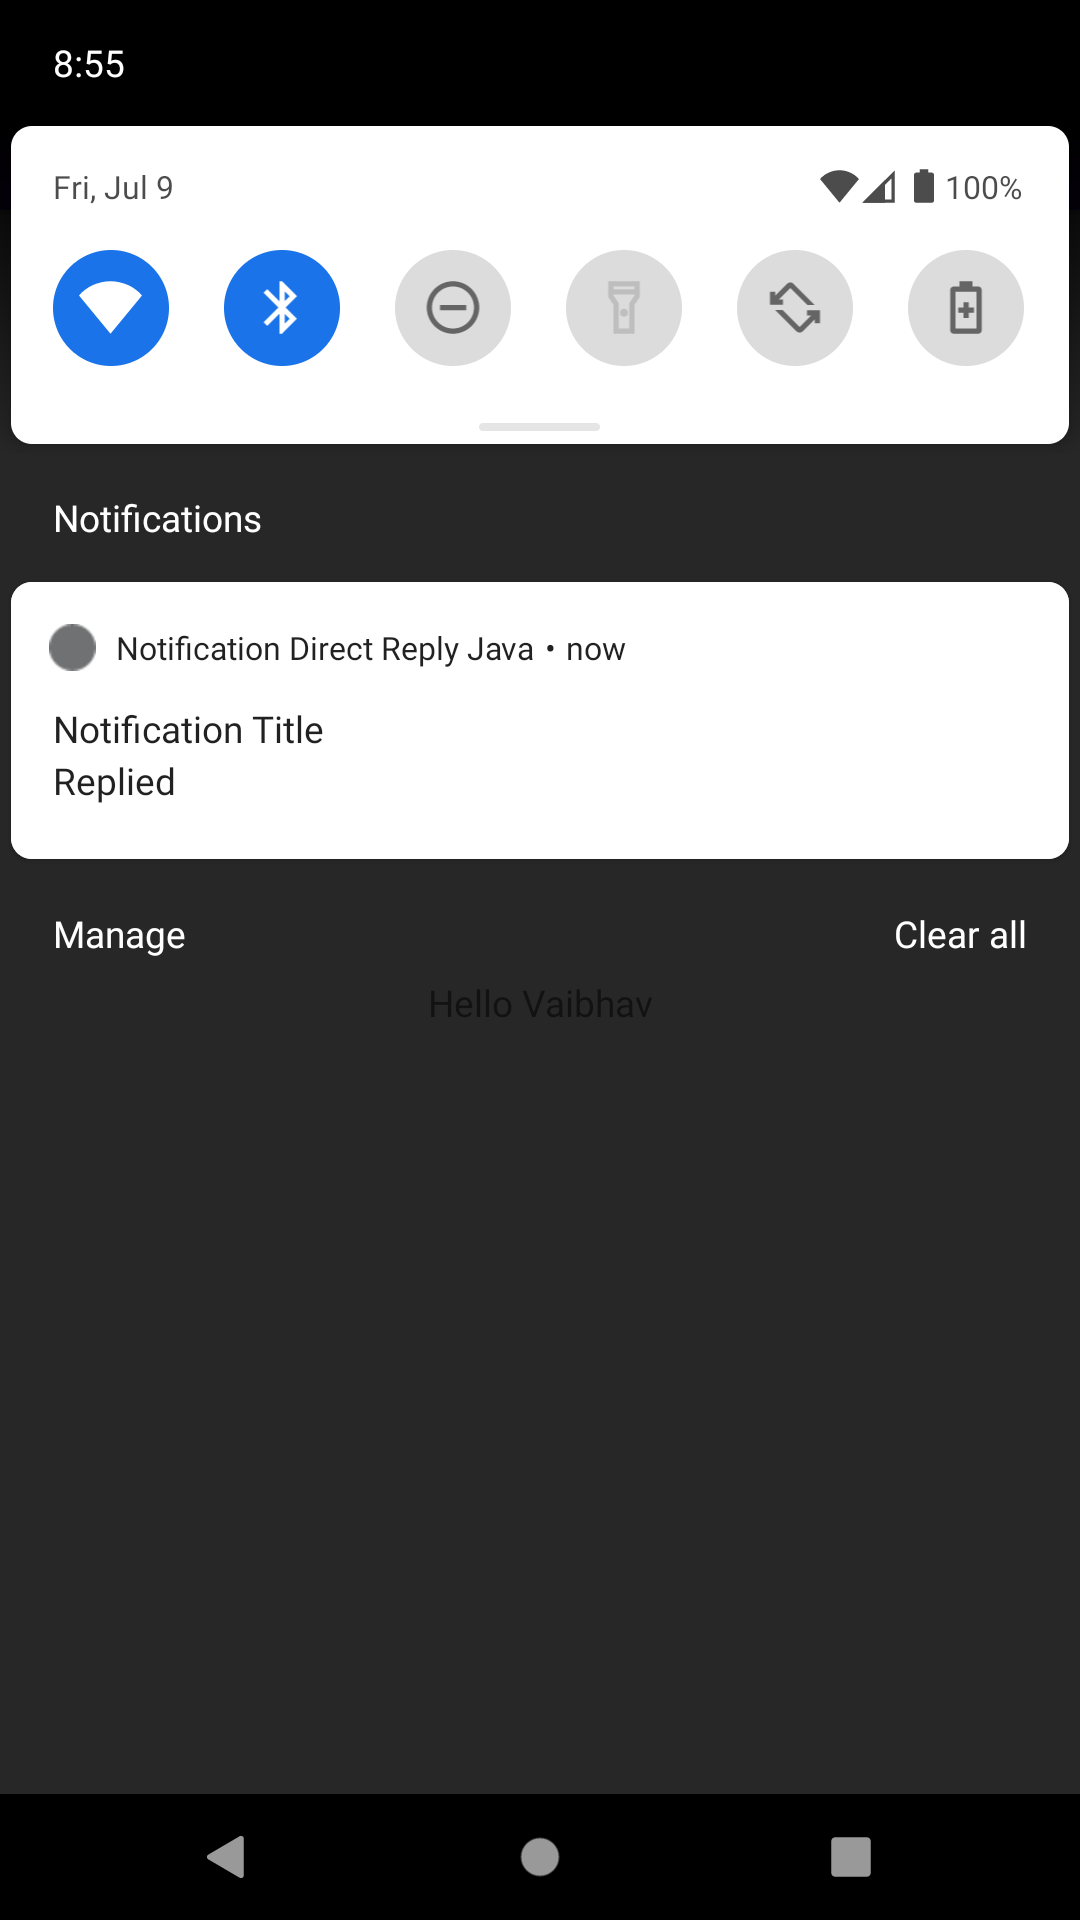 8:55
Fri, Jul 9 100%
Notifications
Notification Direct Reply Java • now
Notification Title
Replied
Manage Clear all
Hello Vaibhav